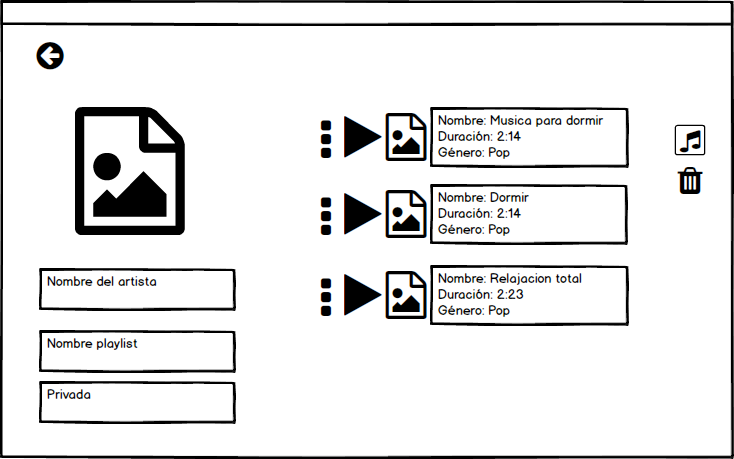 Nombre: Musica para dormir
Duración: 2:14
Género: Pop
Nombre: Dormir
Duración: 2:14
Género: Pop
Nombre: Relajacion total
Duración: 2:23
Género: Pop
Nombre del artista
Nombre playlist
Privada